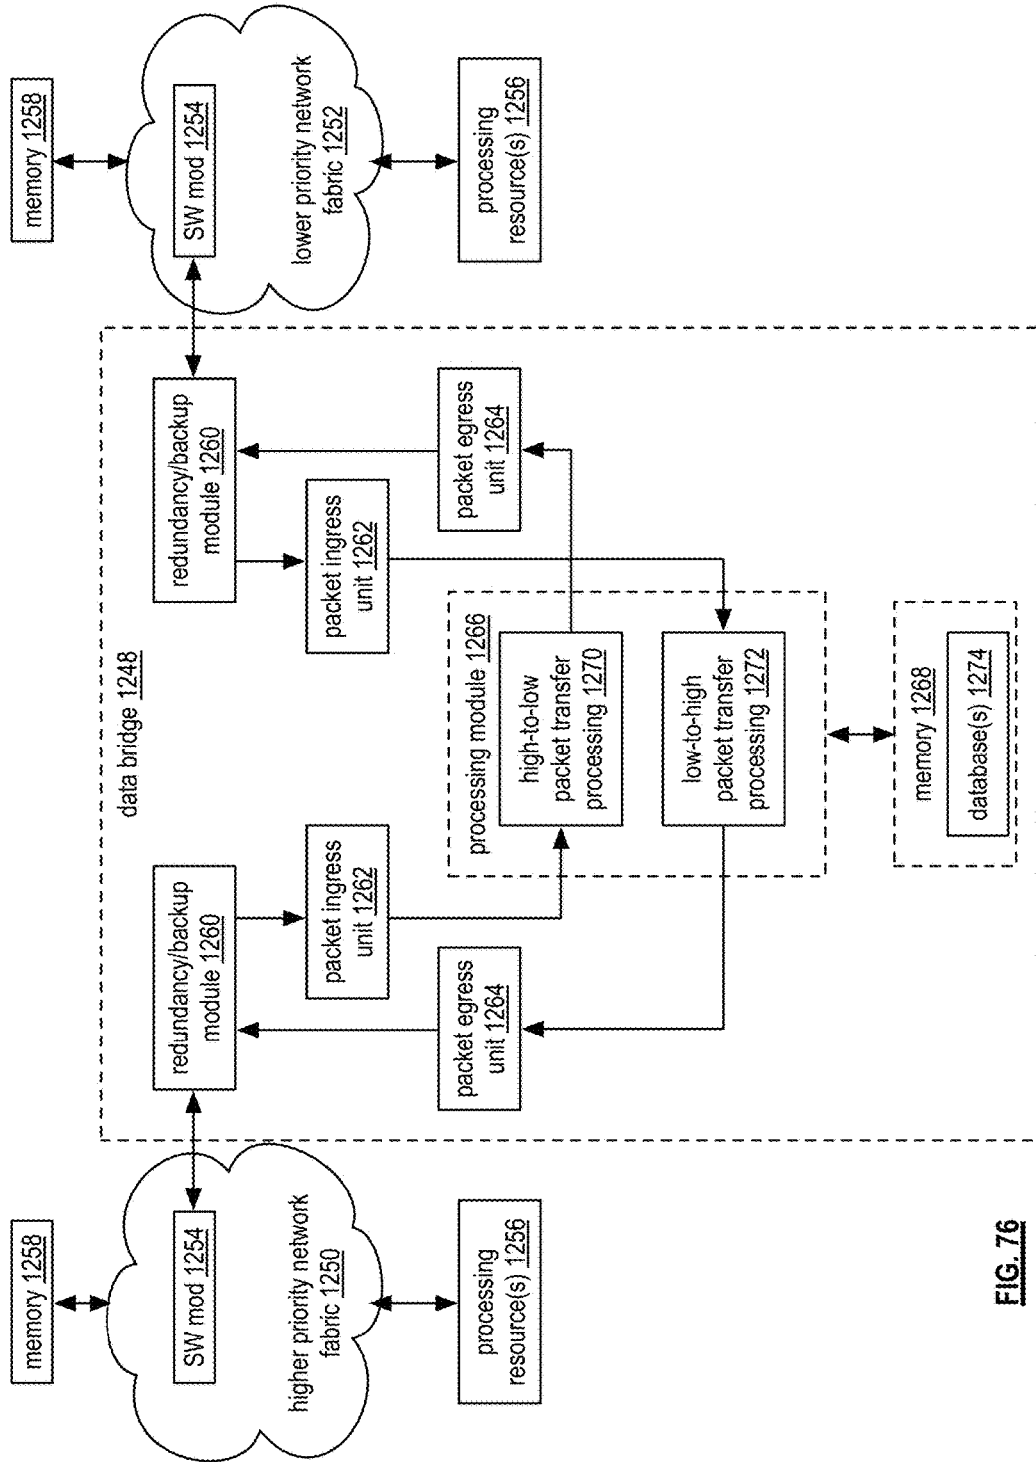 memory 1258
SW mod 1254
higher priority network
fabric 1250
processing
resource(s) 1256
data bridge 1248
redundancy/backup
module 1260
packet ingress
unit 1262
packet egress
unit 1264
processing module 1266
high-to-low
packet transfer
processing 1270
low-to-high
packet transfer
processing 1272
memory 1268
database(s) 1274
redundancy/backup
module 1260
packet ingress
unit 1262
packet egress
unit 1264
memory 1258
SW mod 1254
lower priority network
fabric 1252
processing
resource(s) 1256
FIG. 76